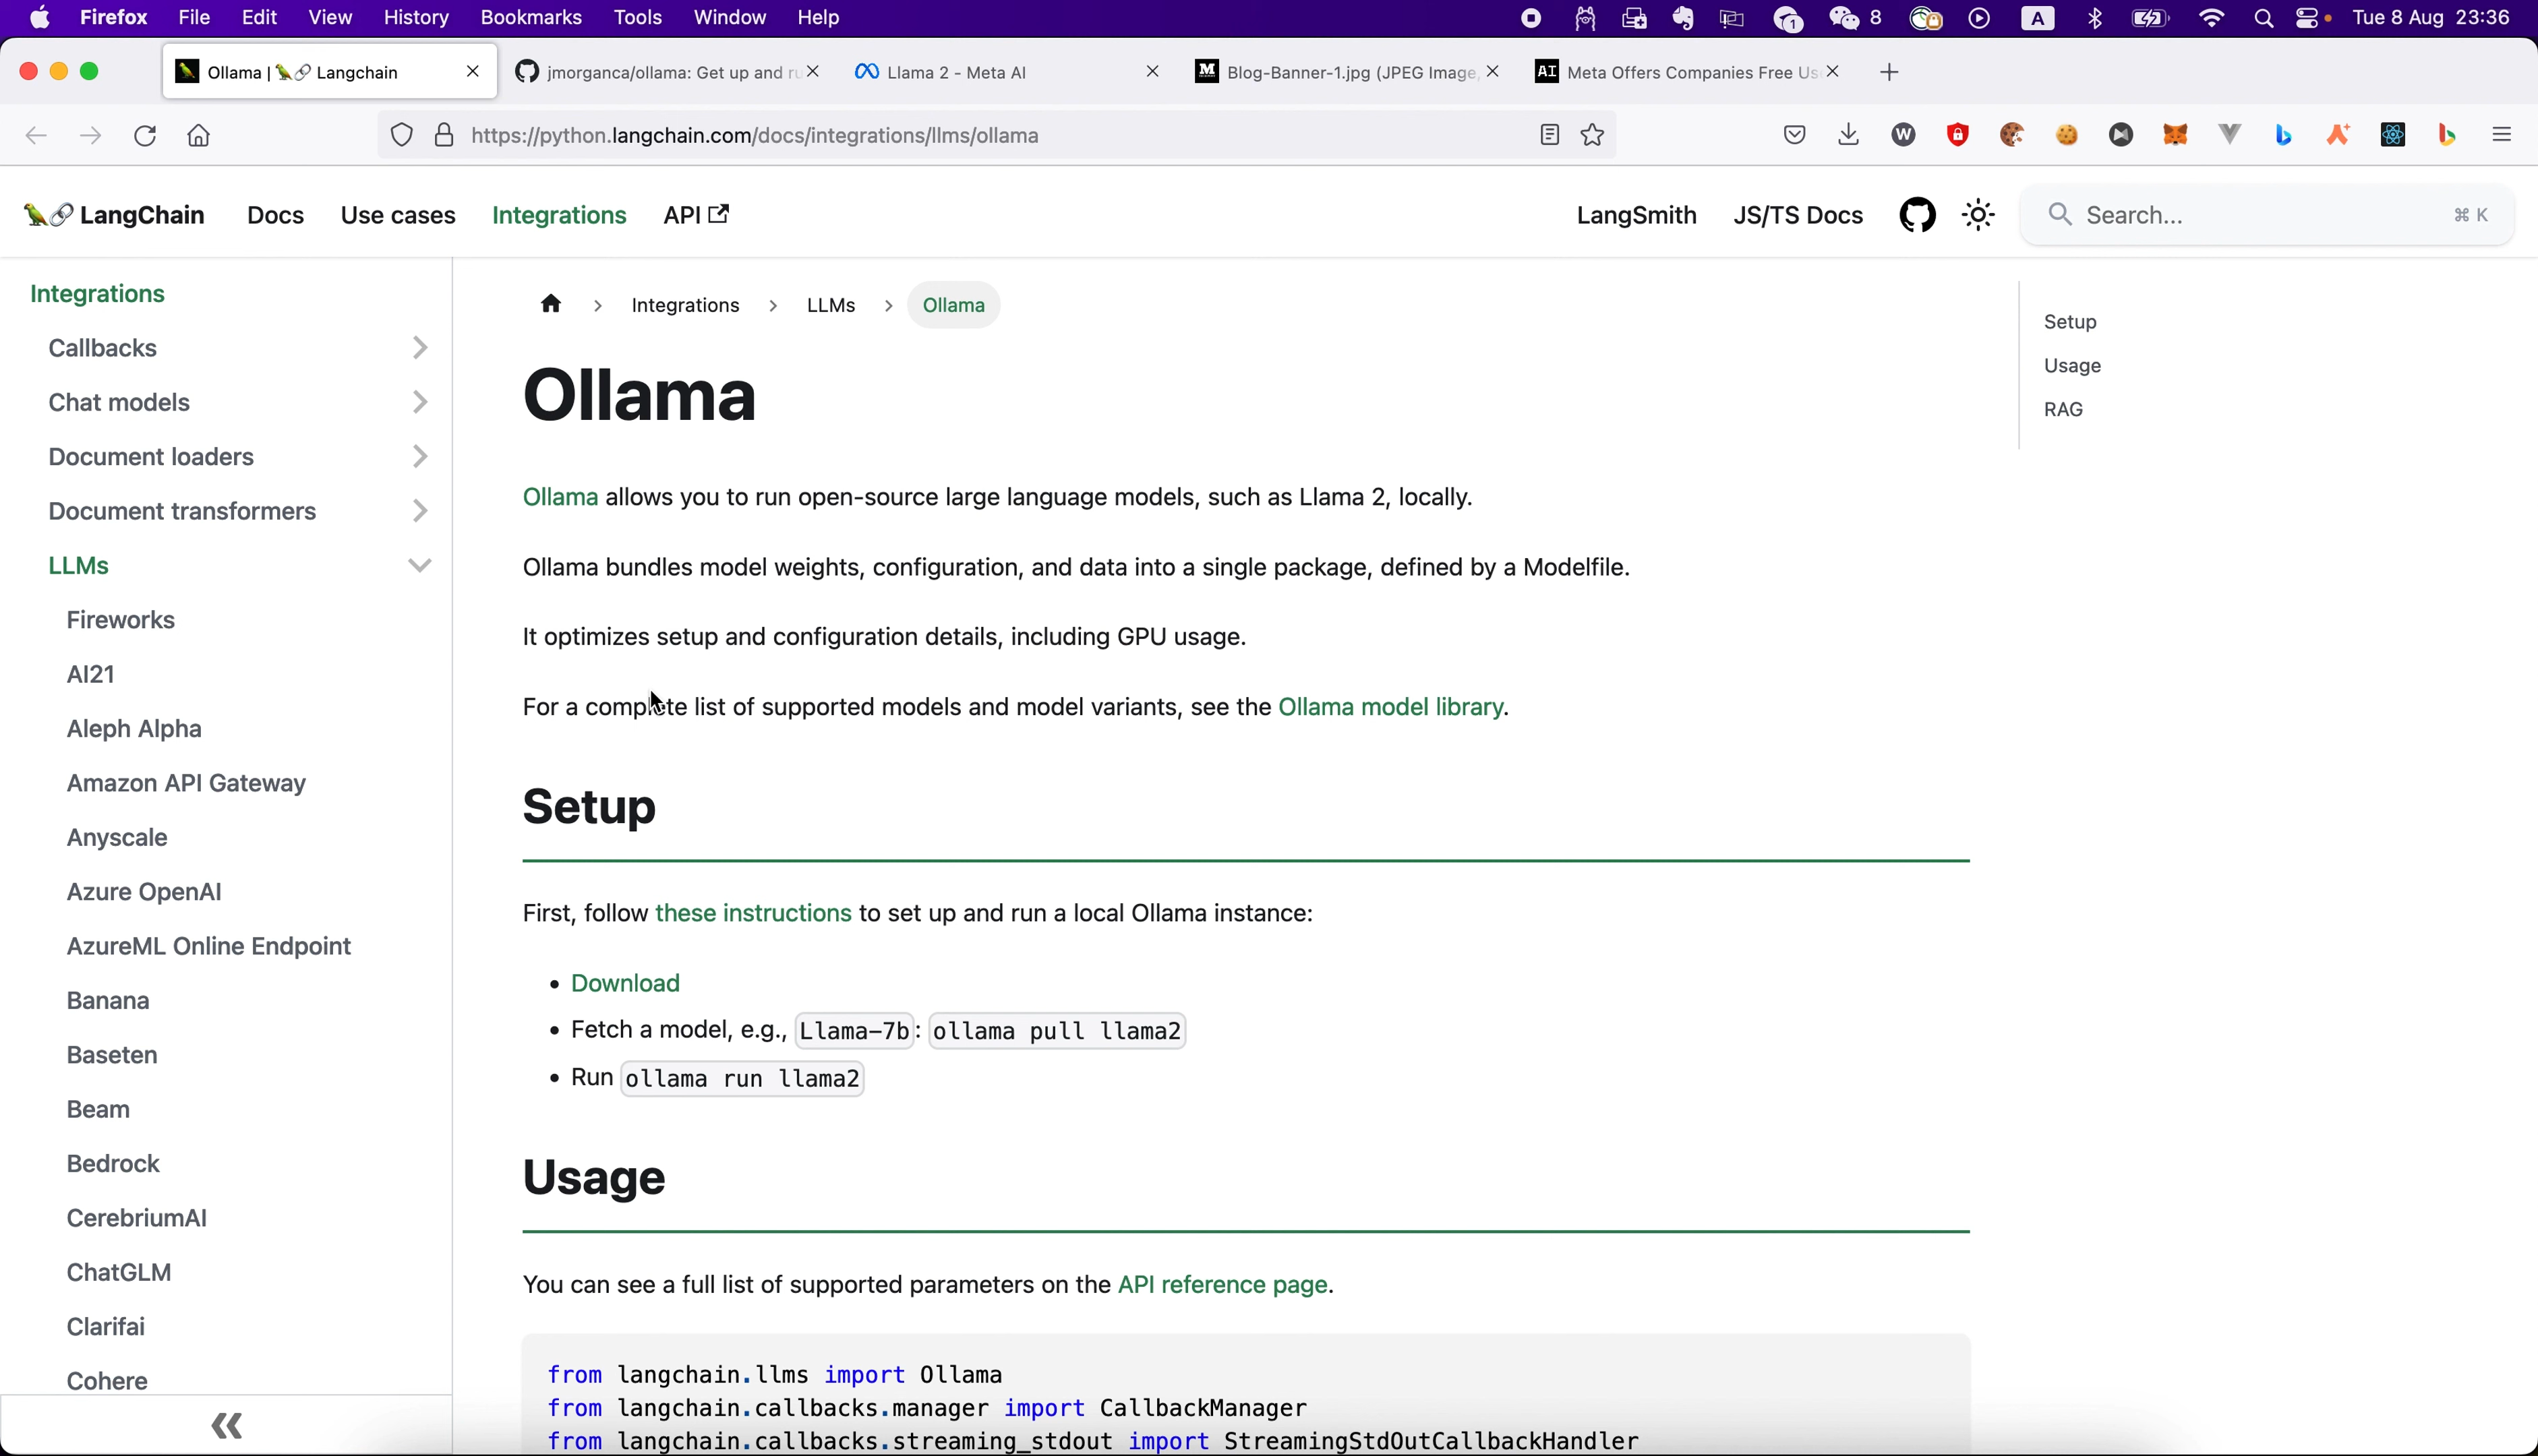 Firefox File Edit View History Bookmarks Tools Window Help 1 8 A Tue 8 Aug 23:36
Ollama | Langchain jmorganca/ollama: Get up and ru Llama 2 - Meta AI Blog-Banner-1.jpg (JPEG Image, AI Meta Offers Companies Free Us
https://python.langchain.com/docs/integrations/llms/ollama
LangChain Docs Use cases Integrations API LangSmith JS/TS Docs Search... ⌘ K
Integrations
Callbacks
Chat models
Document loaders
Document transformers
LLMs
Fireworks
AI21
Aleph Alpha
Amazon API Gateway
Anyscale
Azure OpenAI
AzureML Online Endpoint
Banana
Baseten
Beam
Bedrock
CerebriumAI
ChatGLM
Clarifai
Cohere
Integrations LLMs Ollama
Ollama
Ollama allows you to run open-source large language models, such as Llama 2, locally.
Ollama bundles model weights, configuration, and data into a single package, defined by a Modelfile.
It optimizes setup and configuration details, including GPU usage.
For a complete list of supported models and model variants, see the Ollama model library.
Setup
First, follow these instructions to set up and run a local Ollama instance:
• Download
• Fetch a model, e.g., Llama-7b: ollama pull llama2
• Run ollama run llama2
Usage
You can see a full list of supported parameters on the API reference page.
from langchain.llms import Ollama
from langchain.callbacks.manager import CallbackManager
from langchain.callbacks.streaming_stdout import StreamingStdOutCallbackHandler
Setup
Usage
RAG